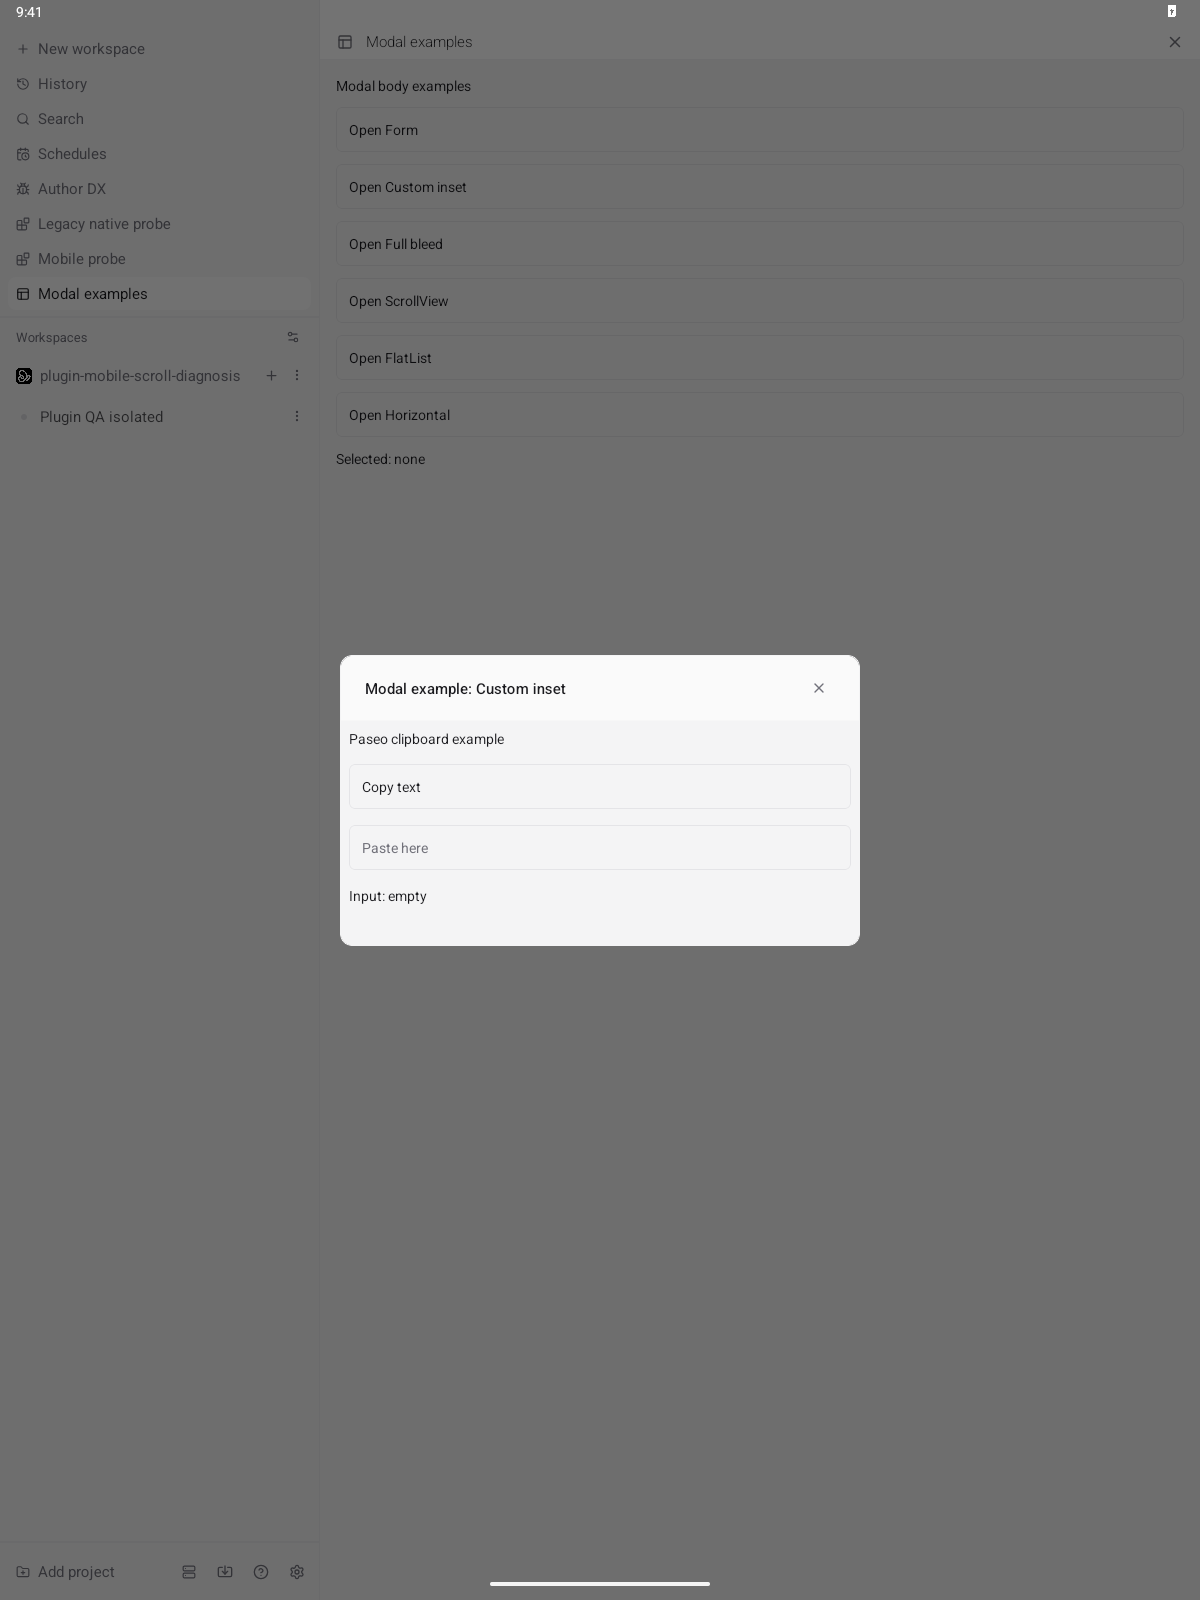 9:41
New workspace
History
Search
Schedules
Author DX
Legacy native probe
Mobile probe
Modal examples
Workspaces
plugin-mobile-scroll-diagnosis
Plugin QA isolated
Add project
Modal examples
Modal body examples
Open Form
Open Custom inset
Open Full bleed
Open ScrollView
Open FlatList
Open Horizontal
Selected: none
Modal example: Custom inset
Paseo clipboard example
Copy text
Paste here
Input: empty